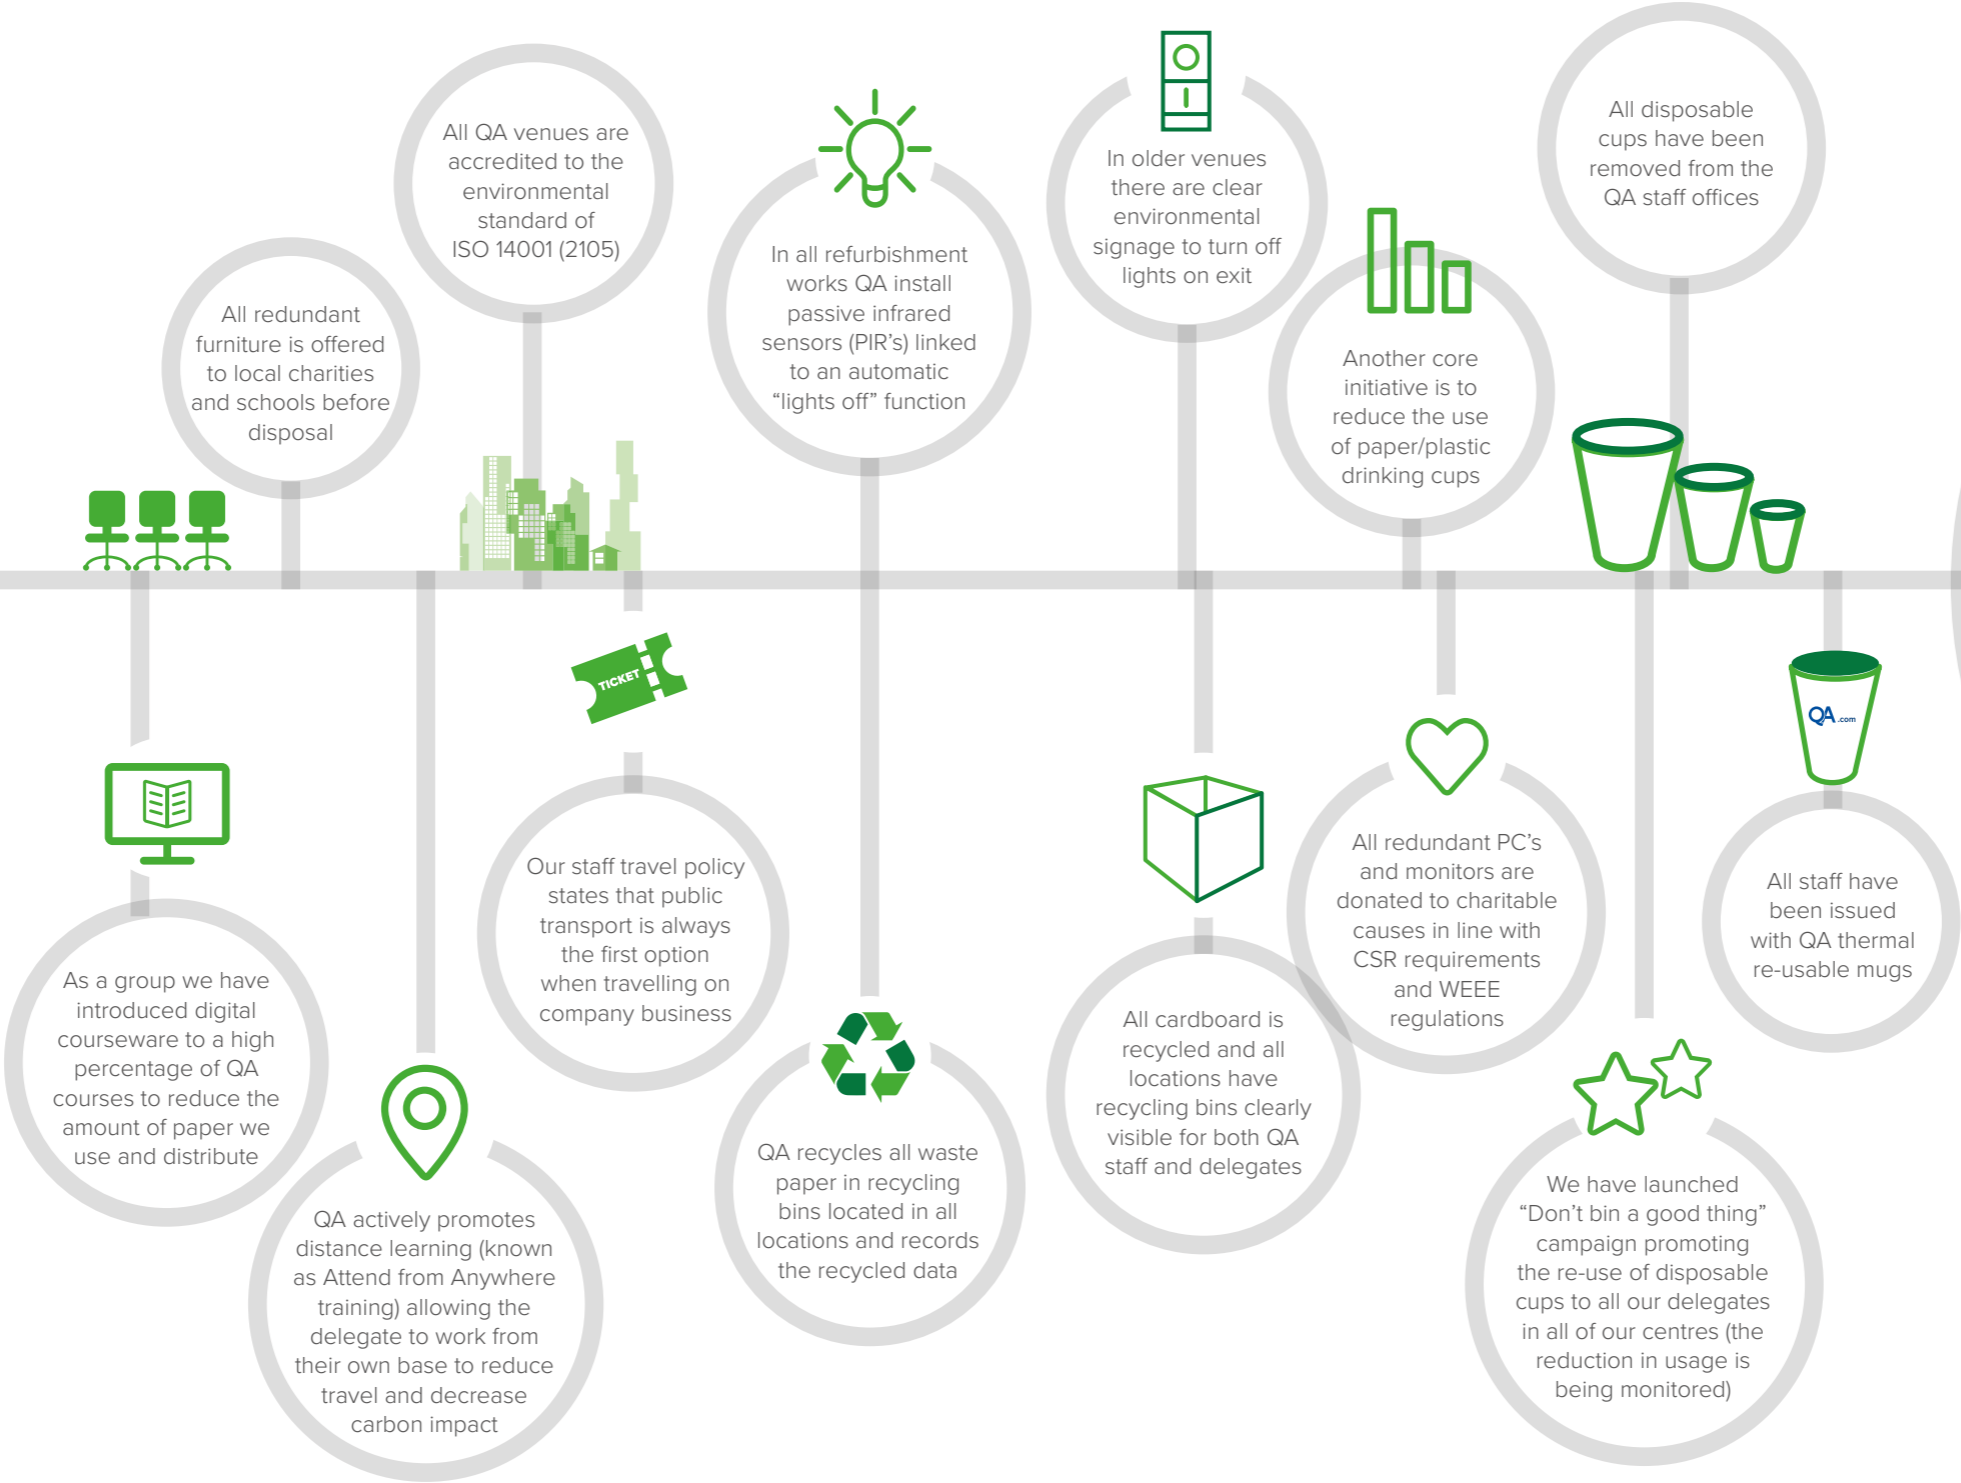 All redundant
furniture is offered
to local charities
and schools before
disposal
All QA venues are
accredited to the
environmental
standard of
ISO 14001 (2105)
In all refurbishment
works QA install
passive infrared
sensors (PIR's) linked
to an automatic
“lights off” function
In older venues
there are clear
environmental
signage to turn off
lights on exit
Another core
initiative is to
reduce the use
of paper/plastic
drinking cups
All disposable
cups have been
removed from the
QA staff offices
As a group we have
introduced digital
courseware to a high
percentage of QA
courses to reduce the
amount of paper we
use and distribute
QA actively promotes
distance learning (known
as Attend from Anywhere
training) allowing the
delegate to work from
their own base to reduce
travel and decrease
carbon impact
TICKET
Our staff travel policy
states that public
transport is always
the first option
when travelling on
company business
QA recycles all waste
paper in recycling
bins located in all
locations and records
the recycled data
All cardboard is
recycled and all
locations have
recycling bins clearly
visible for both QA
staff and delegates
All redundant PC's
and monitors are
donated to charitable
causes in line with
CSR requirements
and WEEE
regulations
We have launched
“Don't bin a good thing”
campaign promoting
the re-use of disposable
cups to all our delegates
in all of our centres (the
reduction in usage is
being monitored)
QA.com
All staff have
been issued
with QA thermal
re-usable mugs